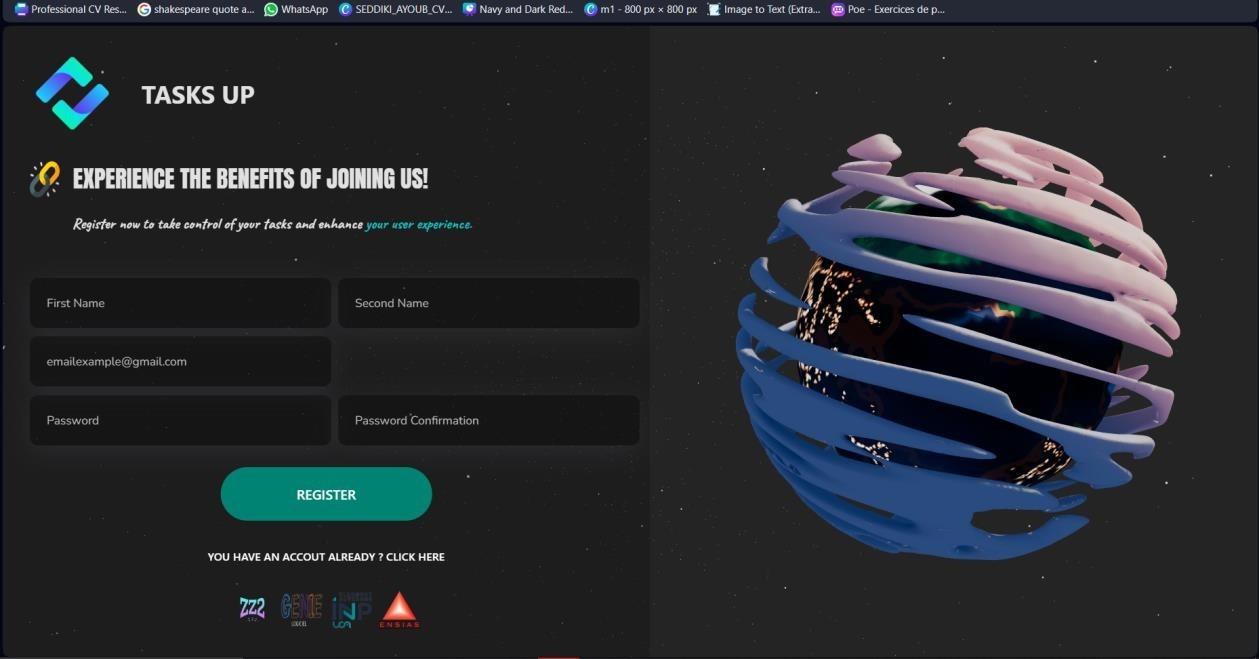 Professional CV Res...
shakespeare quote a...
WhatsApp
SEDDIKI_AYOUB_CV...
Navy and Dark Red...
m1 - 800 px × 800 px
Image to Text (Extra...
Poe - Exercices de p...
TASKS UP
EXPERIENCE THE BENEFITS OF JOINING US!
Register now to take control of your tasks and enhance your user experience.
First Name
Second Name
emailexample@gmail.com
Password
Password Confirmation
REGISTER
YOU HAVE AN ACCOUT ALREADY ? CLICK HERE
ZZ2
GENIE
LOGICIEL
INP
ENSIAS